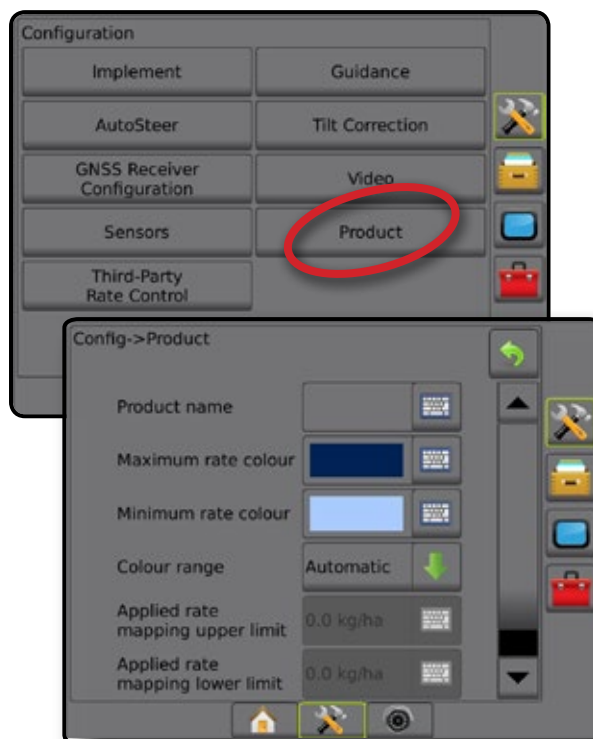 Configuration
Implement
Guidance
AutoSteer
Tilt Correction
GNSS Receiver
Configuration
Video
Sensors
Product
Third-Party
Rate Control
Config->Product
Product name
Maximum rate colour
Minimum rate colour
Colour range
Automatic
Applied rate
mapping upper limit
0.0 kg/ha
Applied rate
mapping lower limit
0.0 kg/ha